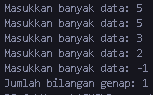 Masukkan banyak data: 5
Masukkan banyak data: 5
Masukkan banyak data: 3
Masukkan banyak data: 2
Masukkan banyak data: -1
Jumlah bilangan genap: 1